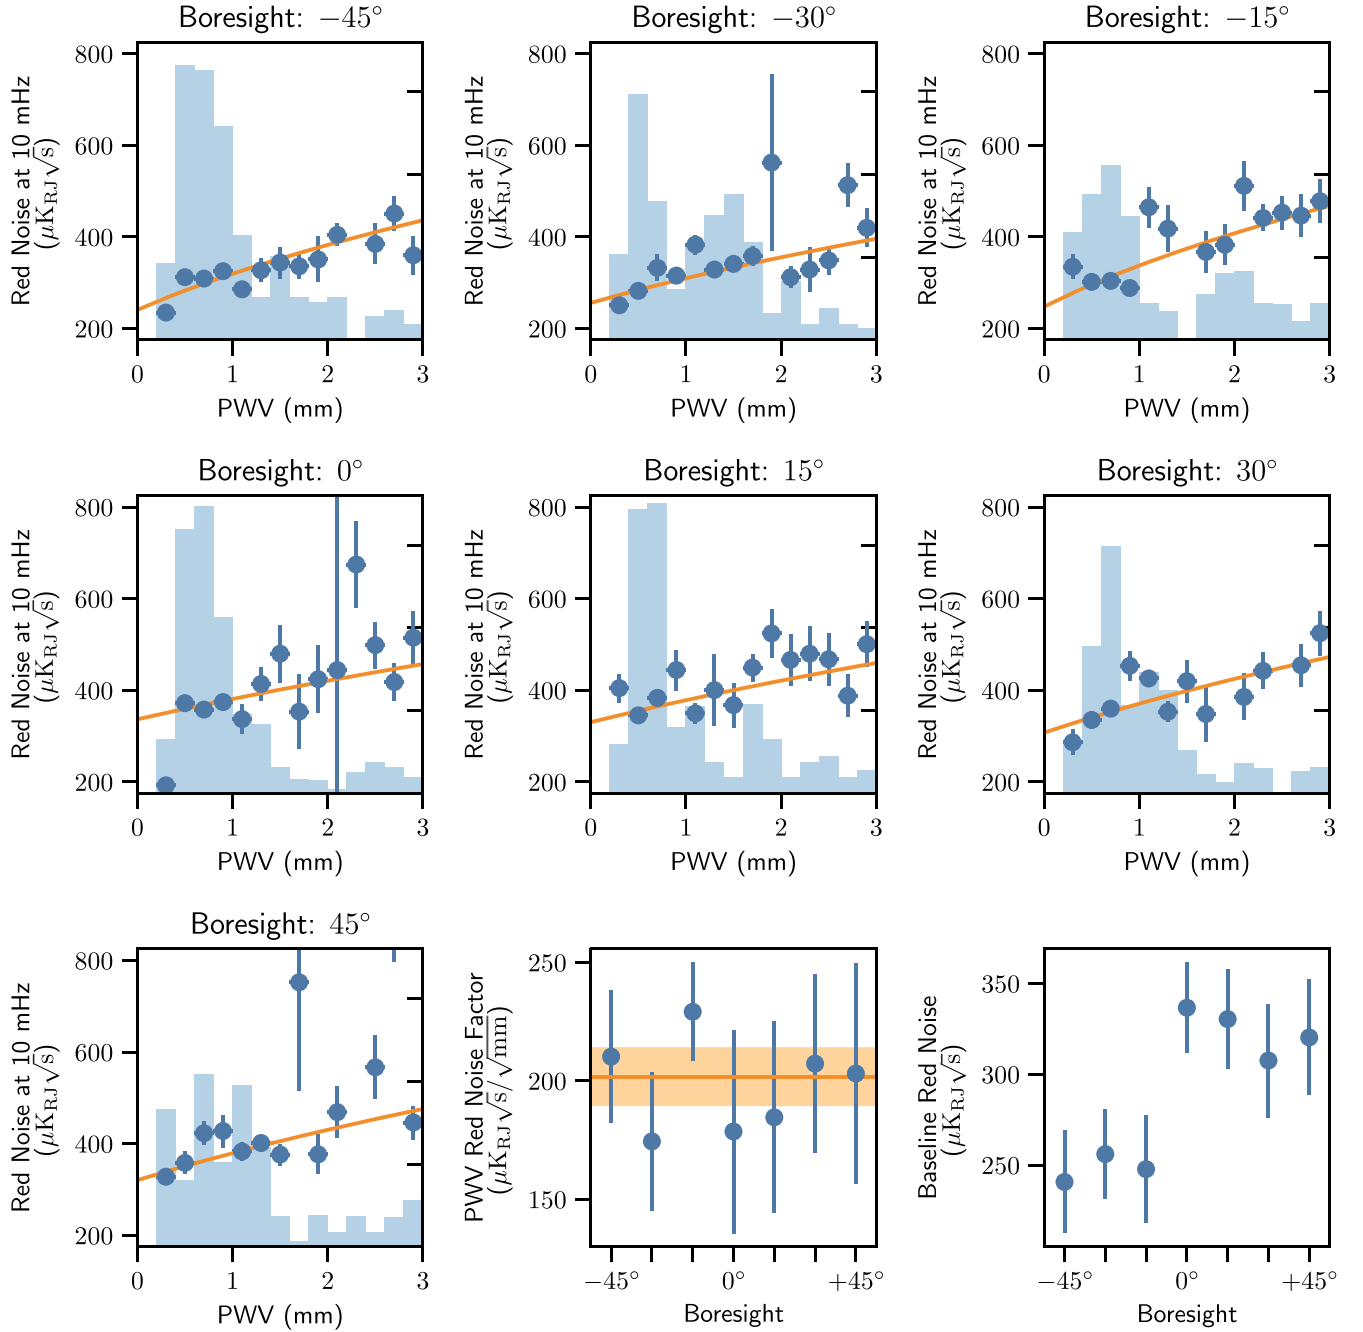 Boresight: −45°
Red Noise at 10 mHz
(μK_RJ√s)
800
600
400
200
0 1 2 3
PWV (mm)
Boresight: −30°
Red Noise at 10 mHz
(μK_RJ√s)
800
600
400
200
0 1 2 3
PWV (mm)
Boresight: −15°
Red Noise at 10 mHz
(μK_RJ√s)
800
600
400
200
0 1 2 3
PWV (mm)
Boresight: 0°
Red Noise at 10 mHz
(μK_RJ√s)
800
600
400
200
0 1 2 3
PWV (mm)
Boresight: 15°
Red Noise at 10 mHz
(μK_RJ√s)
800
600
400
200
0 1 2 3
PWV (mm)
Boresight: 30°
Red Noise at 10 mHz
(μK_RJ√s)
800
600
400
200
0 1 2 3
PWV (mm)
Boresight: 45°
Red Noise at 10 mHz
(μK_RJ√s)
800
600
400
200
0 1 2 3
PWV (mm)
PWV Red Noise Factor
(μK_RJ√s/√mm)
250
200
150
−45° 0° +45°
Boresight
Baseline Red Noise
(μK_RJ√s)
350
300
250
−45° 0° +45°
Boresight